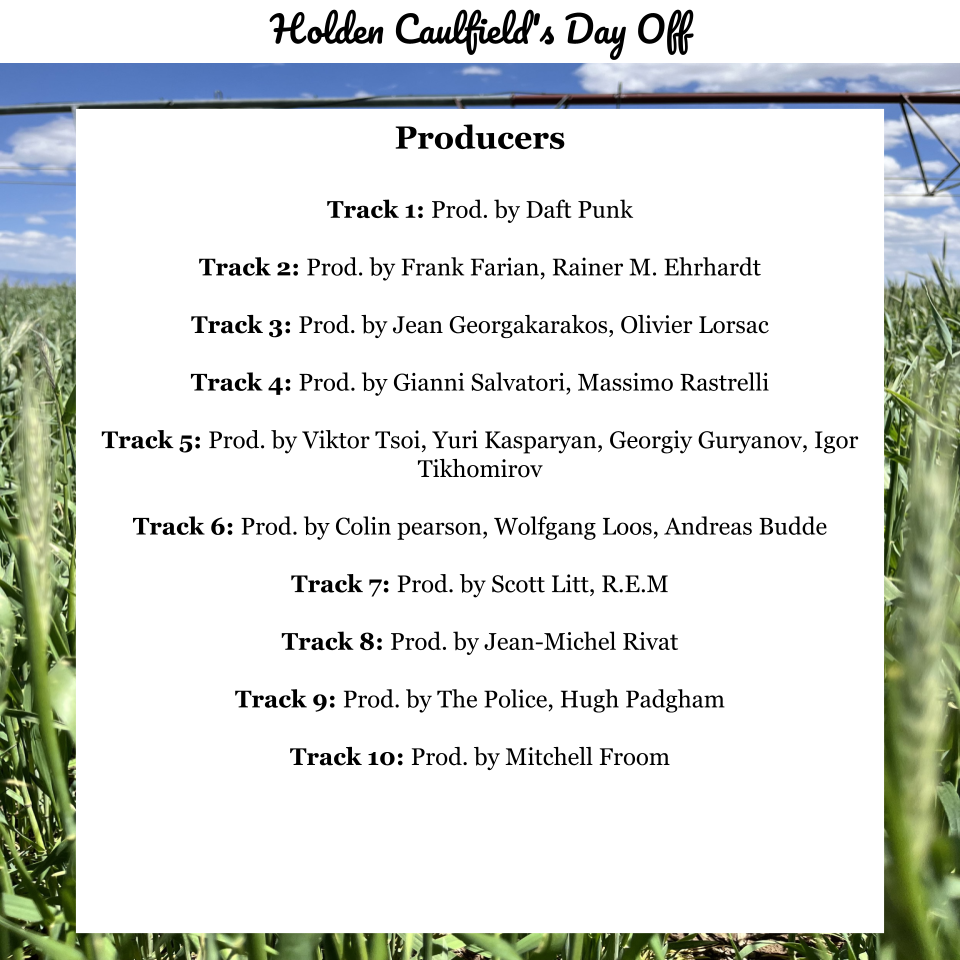 Holden Caulfield's Day Off
Producers
Track 1: Prod. by Daft Punk
Track 2: Prod. by Frank Farian, Rainer M. Ehrhardt
Track 3: Prod. by Jean Georgakarakos, Olivier Lorsac
Track 4: Prod. by Gianni Salvatori, Massimo Rastrelli
Track 5: Prod. by Viktor Tsoi, Yuri Kasparyan, Georgiy Guryanov, Igor
Tikhomirov
Track 6: Prod. by Colin pearson, Wolfgang Loos, Andreas Budde
Track 7: Prod. by Scott Litt, R.E.M
Track 8: Prod. by Jean-Michel Rivat
Track 9: Prod. by The Police, Hugh Padgham
Track 10: Prod. by Mitchell Froom